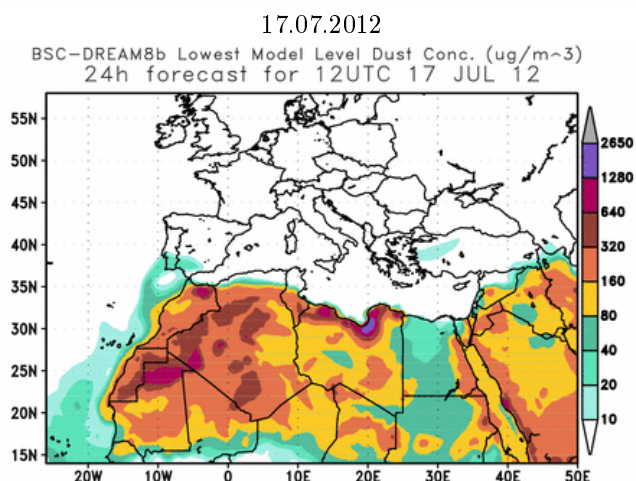 17.07.2012
BSC-DREAM8b Lowest Model Level Dust Conc. (ug/m^3)
24h forecast for 12UTC 17 JUL 12
55N
50N
45N
40N
35N
30N
25N
20N
15N
20W
10W
0
10E
20E
30E
40E
50E
2650
1280
640
320
160
80
40
20
10